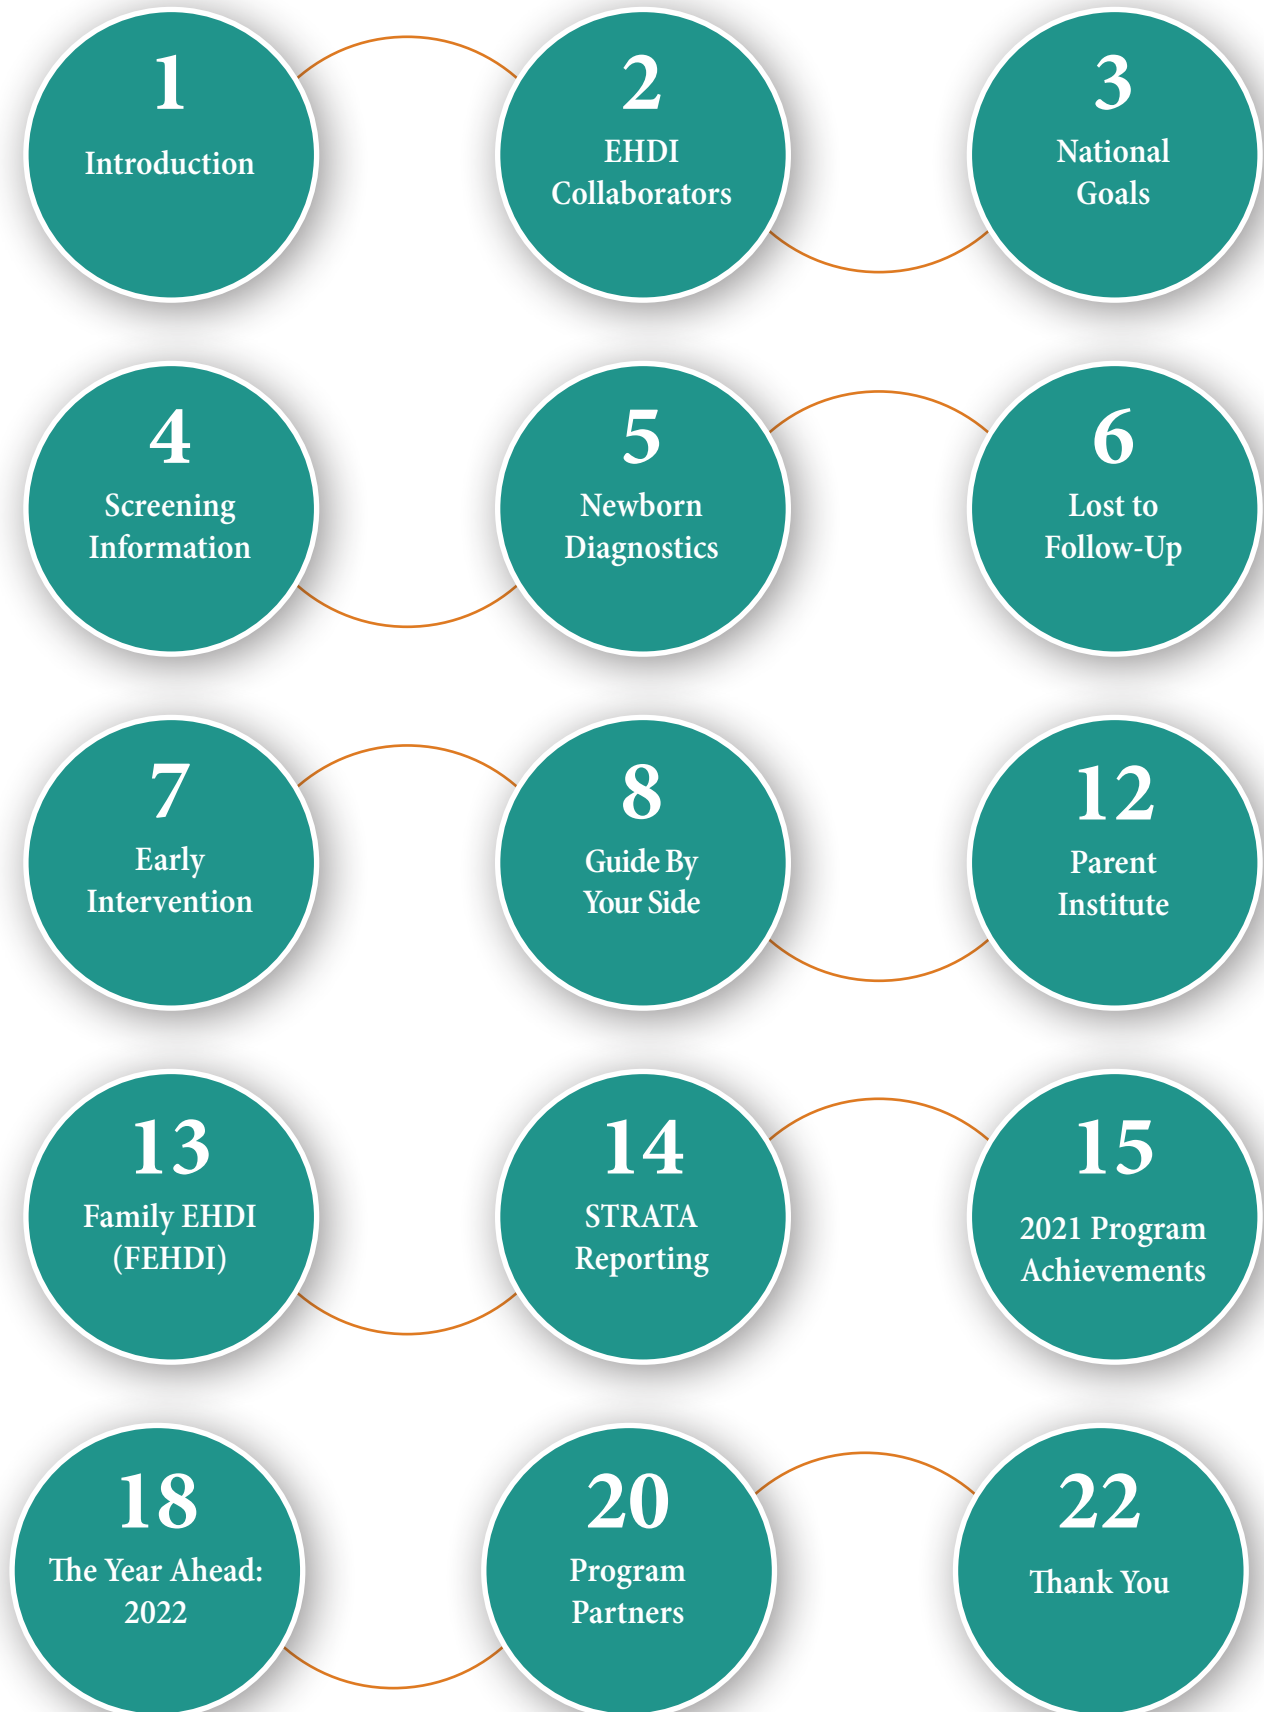 1
Introduction
2
EHDI
Collaborators
3
National
Goals
4
Screening
Information
5
Newborn
Diagnostics
6
Lost to
Follow-Up
7
Early
Intervention
8
Guide By
Your Side
12
Parent
Institute
13
Family EHDI
(FEHDI)
14
STRATA
Reporting
15
2021 Program
Achievements
18
The Year Ahead:
2022
20
Program
Partners
22
Thank You